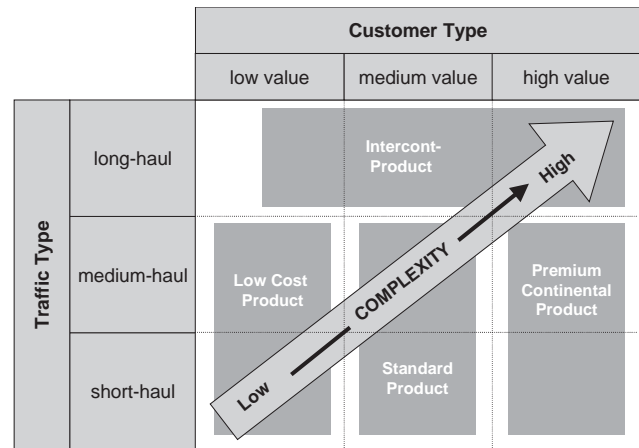 Customer Type
low value
medium value
high value
Traffic Type
long-haul
medium-haul
short-haul
Intercont-
Product
Low Cost
Product
Standard
Product
Premium
Continental
Product
Low
COMPLEXITY
High